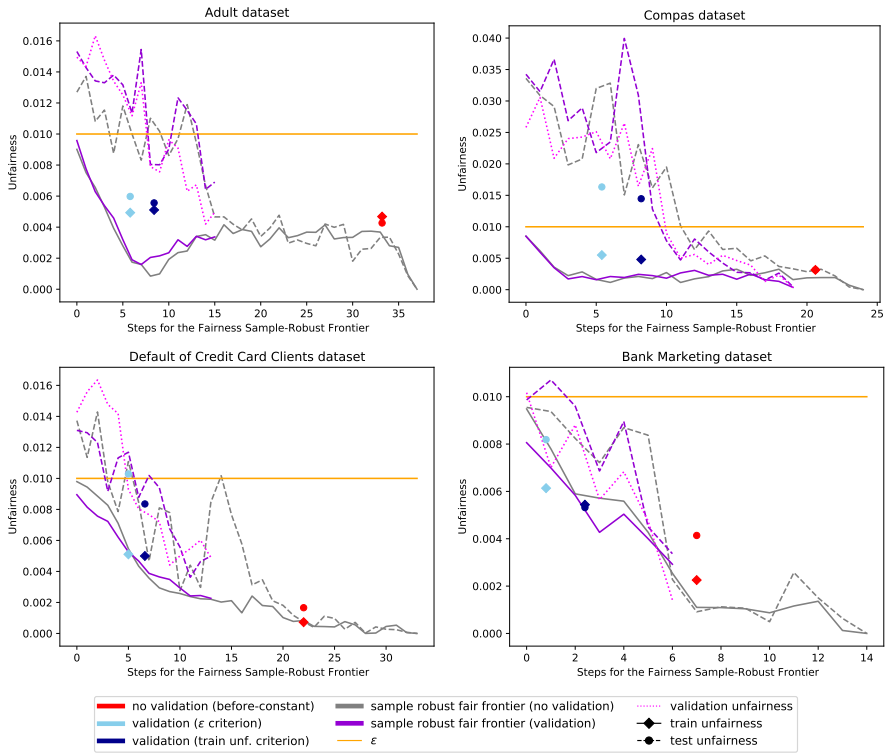 Adult dataset
0.016
0.014
0.012
0.010
0.008
0.006
0.004
0.002
0.000
Unfairness
0 5 10 15 20 25 30 35
Steps for the Fairness Sample-Robust Frontier
Compas dataset
0.040
0.035
0.030
0.025
0.020
0.015
0.010
0.005
0.000
Unfairness
0 5 10 15 20 25
Steps for the Fairness Sample-Robust Frontier
Default of Credit Card Clients dataset
0.016
0.014
0.012
0.010
0.008
0.006
0.004
0.002
0.000
Unfairness
0 5 10 15 20 25 30
Steps for the Fairness Sample-Robust Frontier
Bank Marketing dataset
0.010
0.008
0.006
0.004
0.002
0.000
Unfairness
0 2 4 6 8 10 12 14
Steps for the Fairness Sample-Robust Frontier
no validation (before-constant)
validation (ε criterion)
validation (train unf. criterion)
sample robust fair frontier (no validation)
sample robust fair frontier (validation)
ε
validation unfairness
train unfairness
test unfairness